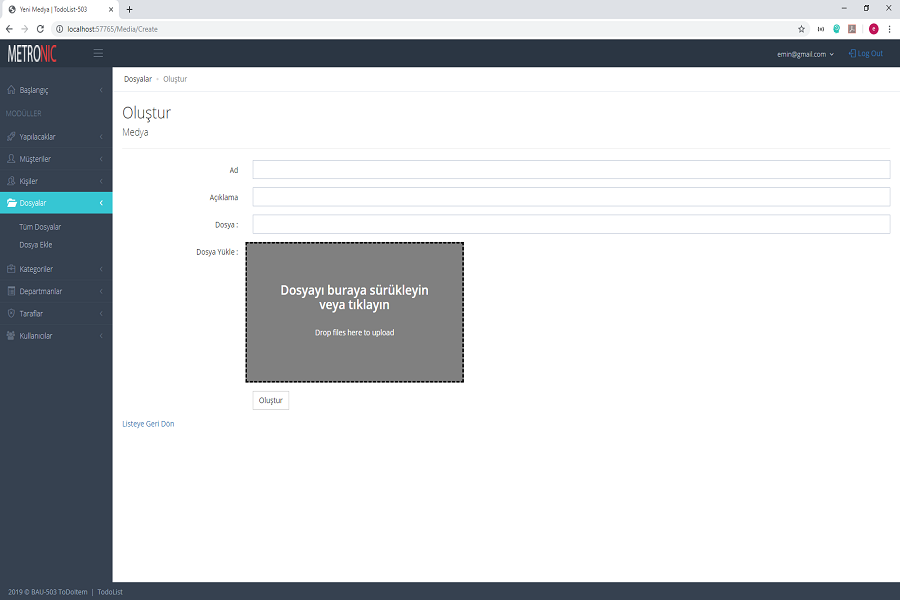 Yeni Medya | TodoList-503
localhost:57765/Media/Create
METRONIC
emin@gmail.com
Log Out
Başlangıç
MODÜLLER
Yapılacaklar
Müşteriler
Kişiler
Dosyalar
Tüm Dosyalar
Dosya Ekle
Kategoriler
Departmanlar
Taraflar
Kullanıcılar
Dosyalar - Oluştur
Oluştur
Medya
Ad
Açıklama
Dosya :
Dosya Yükle :
Dosyayı buraya sürükleyin
veya tıklayın
Drop files here to upload
Oluştur
Listeye Geri Dön
2019 © BAU-503 ToDoItem | TodoList